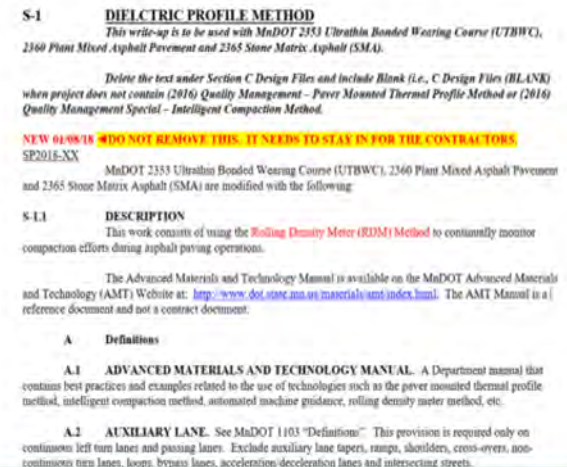 S-1 DIELCTRIC PROFILE METHOD
This write-up is to be used with MnDOT 2353 Ultrathin Bonded Wearing Course (UTBWC),
2360 Plant Mixed Asphalt Pavement and 2365 Stone Matrix Asphalt (SMA).
Delete the text under Section C Design Files and include Blank (i.e., C Design Files (BLANK)
when project does not contain (2016) Quality Management – Paver Mounted Thermal Profile Method or (2016)
Quality Management Special – Intelligent Compaction Method.
NEW 01/08/18 ◄DO NOT REMOVE THIS. IT NEEDS TO STAY IN FOR THE CONTRACTORS.
SP2018-XX
MnDOT 2353 Ultrathin Bonded Wearing Course (UTBWC), 2360 Plant Mixed Asphalt Pavement
and 2365 Stone Matrix Asphalt (SMA) are modified with the following:
S-1.1 DESCRIPTION
This work consists of using the Rolling Density Meter (RDM) Method to continually monitor
compaction efforts during asphalt paving operations.
The Advanced Materials and Technology Manual is available on the MnDOT Advanced Materials
and Technology (AMT) Website at: http://www.dot.state.mn.us/materials/amt/index.html. The AMT Manual is a
reference document and not a contract document.
A Definitions
A.1 ADVANCED MATERIALS AND TECHNOLOGY MANUAL. A Department manual that
contains best practices and examples related to the use of technologies such as the paver mounted thermal profile
method, intelligent compaction method, automated machine guidance, rolling density meter method, etc.
A.2 AUXILIARY LANE. See MnDOT 1103 "Definitions". This provision is required only on
continuous left turn lanes and passing lanes. Exclude auxiliary lane tapers, ramps, shoulders, cross-overs, non-
continuous turn lanes, loops, bypass lanes, acceleration/deceleration lanes and intersecting streets.